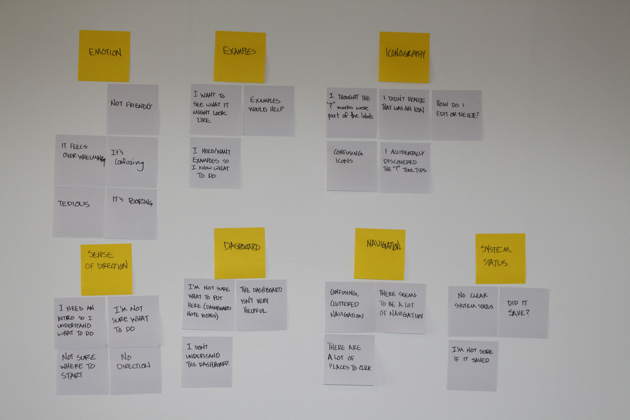 EMOTION
NOT FRIENDLY
IT FEELS
OVERWHELMING
It's
Confusing
TEDIOUS
IT'S
EXAMPLES
I WANT TO
SEE WHAT IT
MIGHT LOOK
LIKE
EXAMPLES
WOULD HELP!
I NEED/WANT
EXAMPLES SO
I KNOW WHAT
TO DO
ICONOGRAPHY
I THOUGHT THE
"?" MARKS WERE
PART OF THE LABELS
I DIDN'T REALIZE
THAT WAS AN ICON
HOW DO I
EDIT OR DELETE?
CONFUSING
ICONS
I ACCIDENTALLY
DISCOVERED
THE "?" TOOL TIPS
SENSE
OF DIRECTION
I NEED AN
INTRO SO I
UNDERSTAND
WHAT TO DO
I'M NOT
SURE WHAT
TO DO
NOT SURE
WHERE TO
START
NO
DIRECTION
DASHBOARD
I'M NOT SURE
WHAT TO PUT
HERE (DASHBOARD
NOTE WORDS)
THE DASHBOARD
ISN'T VERY
HELPFUL
I DON'T
UNDERSTAND
THE DASHBOARD
NAVIGATION
CONFUSING,
CLUTTERED
NAVIGATION
THERE SEEMS
TO BE A LOT
OF NAVIGATION
THERE ARE
A LOT OF
PLACES TO CLICK
SYSTEM
STATUS
NO CLEAR
SYSTEM STATUS
DID IT
SAVE?
I'M NOT SURE
IF IT SAVED